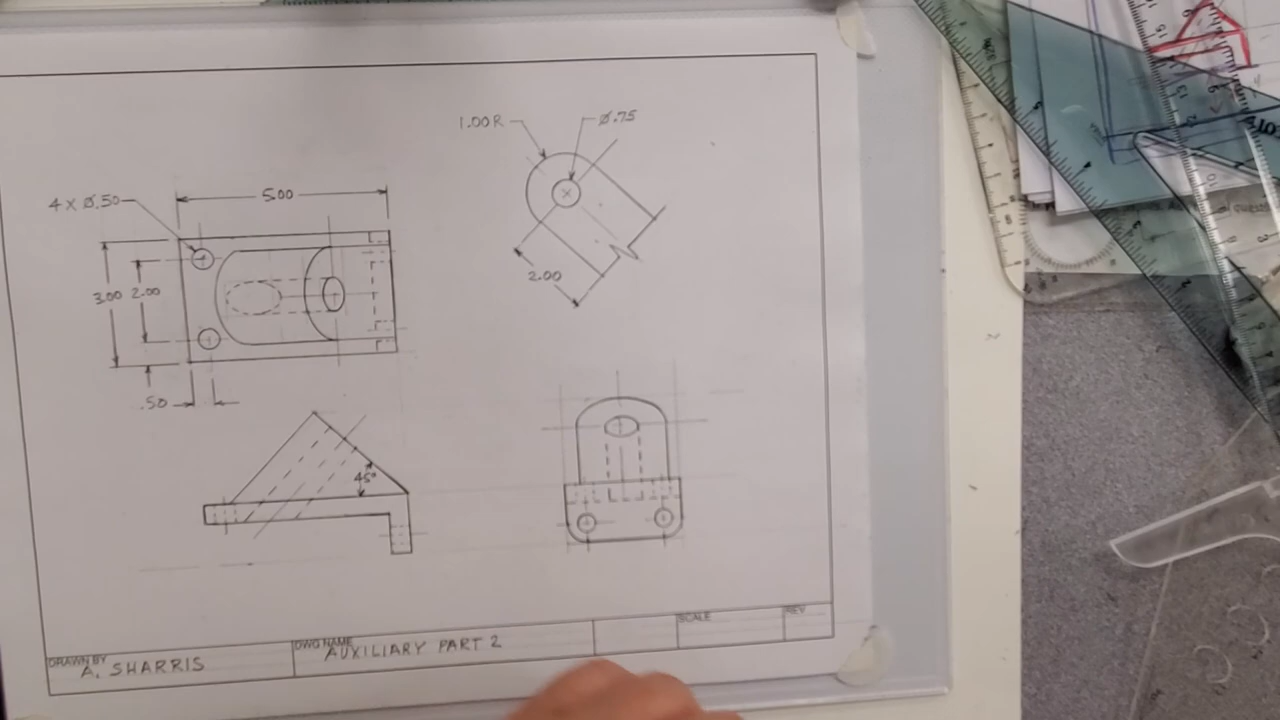 1.00R
Ø.75
4 X Ø.50
5.00
3.00
2.00
2.00
.50
45°
DRAWN BY
A. SHARRIS
DWG NAME
AUXILIARY PART 2
SCALE
REV